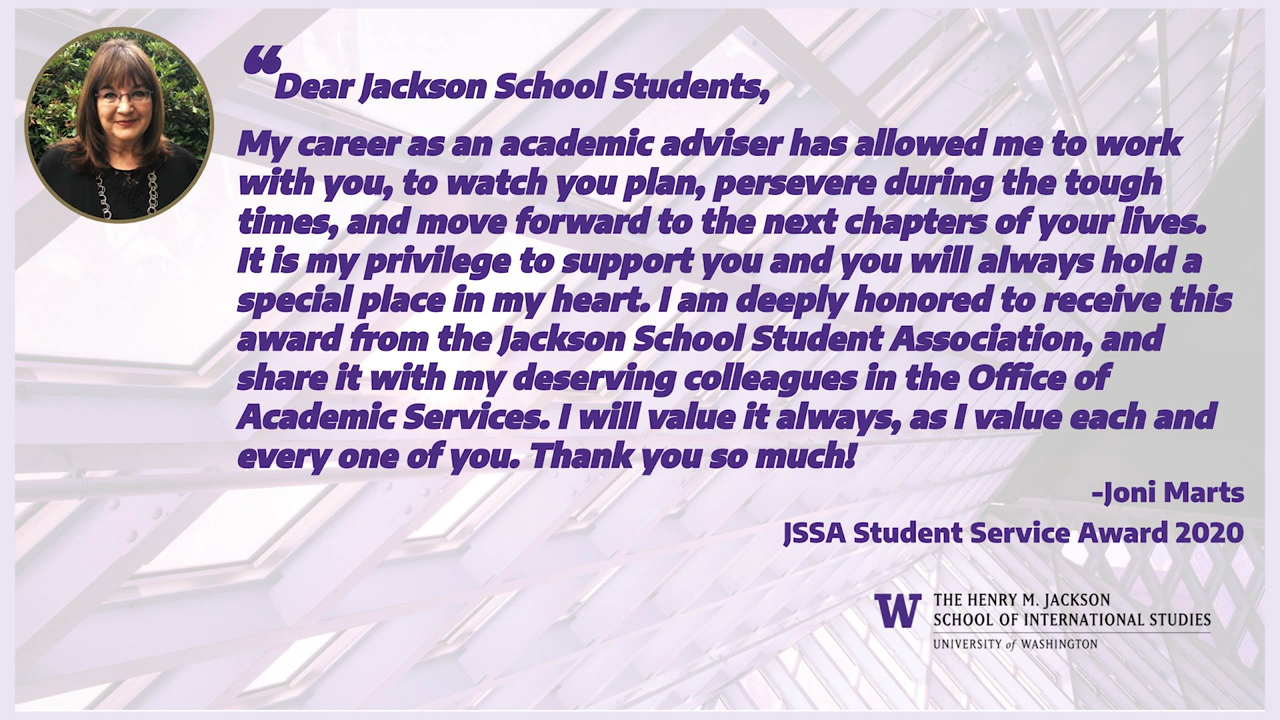 “Dear Jackson School Students,
My career as an academic adviser has allowed me to work
with you, to watch you plan, persevere during the tough
times, and move forward to the next chapters of your lives.
It is my privilege to support you and you will always hold a
special place in my heart. I am deeply honored to receive this
award from the Jackson School Student Association, and
share it with my deserving colleagues in the Office of
Academic Services. I will value it always, as I value each and
every one of you. Thank you so much!
-Joni Marts
JSSA Student Service Award 2020
W
THE HENRY M. JACKSON
SCHOOL OF INTERNATIONAL STUDIES
UNIVERSITY of WASHINGTON